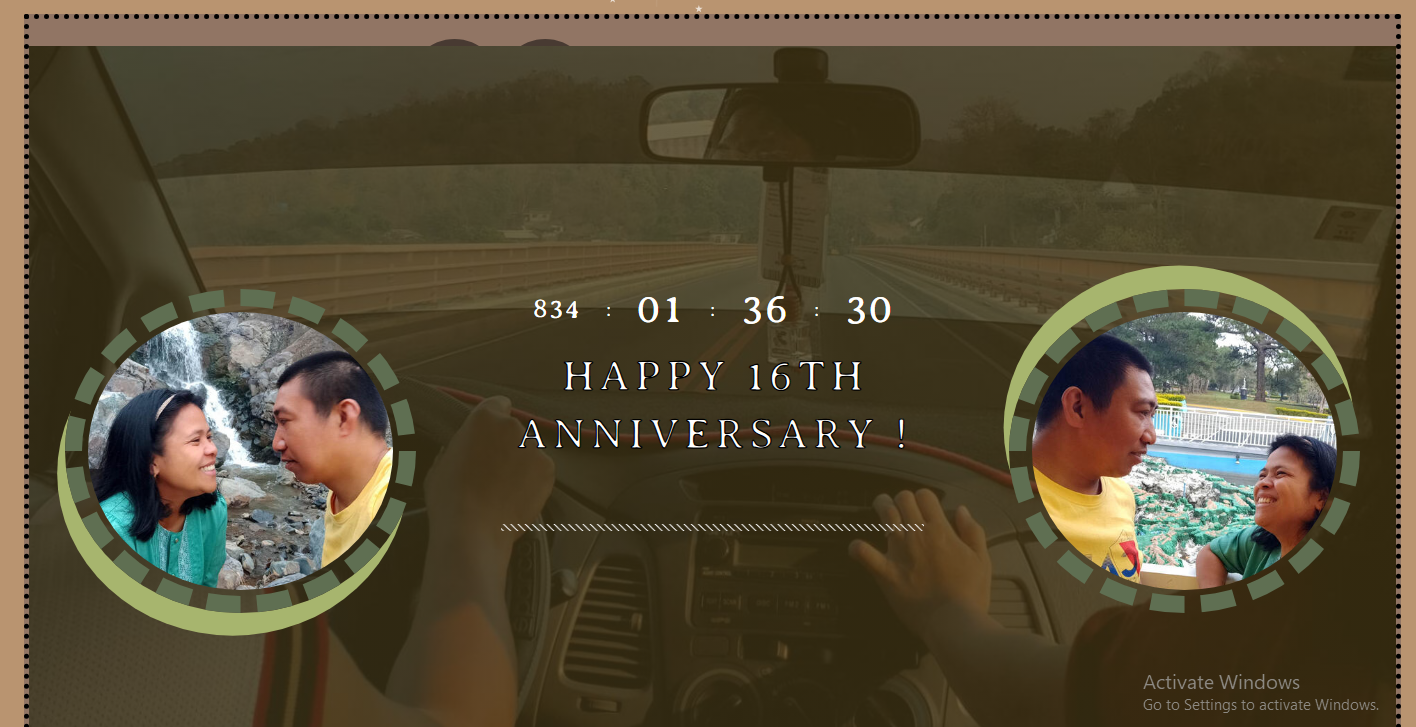 834 : 01 : 36 : 30
HAPPY 16TH
ANNIVERSARY !
Activate Windows
Go to Settings to activate Windows.